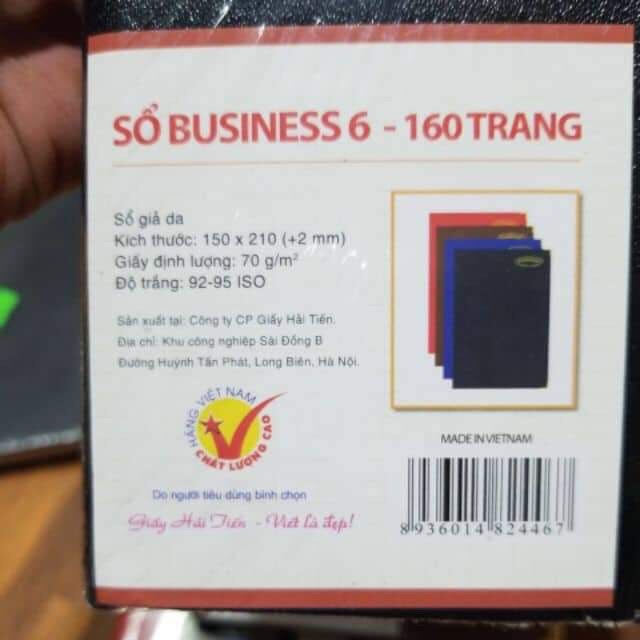 SỔ BUSINESS 6 - 160 TRANG
Sổ giả da
Kích thước: 150 x 210 (+2 mm)
Giấy định lượng: 70 g/m²
Độ trắng: 92-95 ISO
Sản xuất tại: Công ty CP Giấy Hải Tiến.
Địa chỉ: Khu công nghiệp Sài Đồng B
Đường Huỳnh Tấn Phát, Long Biên, Hà Nội.
HÀNG VIỆT NAM
CHẤT LƯỢNG CAO
Do người tiêu dùng bình chọn
Giấy Hải Tiến - Viết là đẹp!
MADE IN VIETNAM
8936014 824467